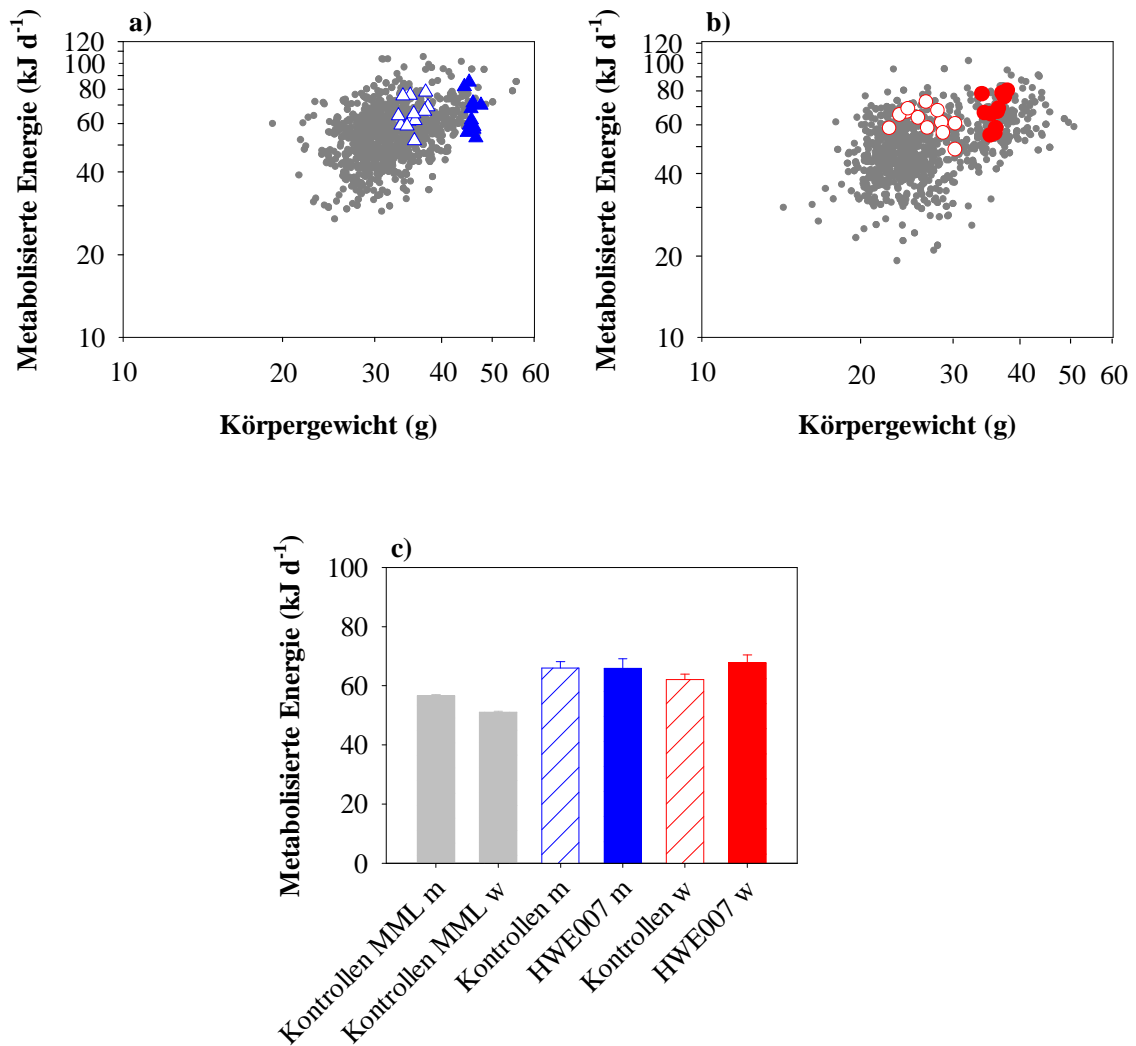 a)
Metabolisierte Energie (kJ d-1)
120
100
80
60
40
20
10
10 20 30 40 50 60
Körpergewicht (g)
b)
Metabolisierte Energie (kJ d-1)
120
100
80
60
40
20
10
10 20 30 40 50 60
Körpergewicht (g)
c)
Metabolisierte Energie (kJ d-1)
100
80
60
40
20
0
Kontrollen MML m
Kontrollen MML w
Kontrollen m
HWE007 m
Kontrollen w
HWE007 w